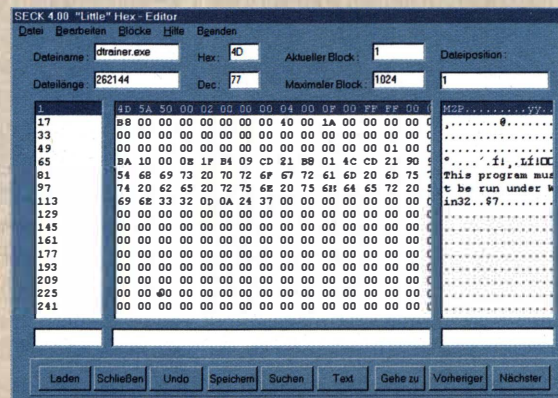 SECK 4.00 "Little" Hex - Editor
Datei Bearbeiten Blöcke Hilfe Beenden
Dateiname : dtrainer.exe Hex : 4D Aktueller Block : 1 Dateiposition :
Dateilänge : 262144 Dec : 77 Maximaler Block : 1024 1
1 4D 5A 50 00 02 00 00 00 04 00 0F 00 FF FF 00 MZP.........ÿÿ..
17 B8 00 00 00 00 00 00 00 40 00 1A 00 00 00 00 ¸.......@.......
33 00 00 00 00 00 00 00 00 00 00 00 00 00 00 00
49 00 00 00 00 00 00 00 00 00 00 00 00 00 01 00
65 BA 10 00 0E 1F B4 09 CD 21 B8 01 4C CD 21 90 º....´.Í!¸.LÍ!
81 54 68 69 73 20 70 72 6F 67 72 61 6D 20 6D 75 This program mus
97 74 20 62 65 20 72 75 6E 20 75 6E 64 65 72 20 t be run under W
113 69 6E 33 32 0D 0A 24 37 00 00 00 00 00 00 00 in32..$7........
129 00 00 00 00 00 00 00 00 00 00 00 00 00 00 00
145 00 00 00 00 00 00 00 00 00 00 00 00 00 00 00
161 00 00 00 00 00 00 00 00 00 00 00 00 00 00 00
177 00 00 00 00 00 00 00 00 00 00 00 00 00 00 00
193 00 00 00 00 00 00 00 00 00 00 00 00 00 00 00
209 00 00 00 00 00 00 00 00 00 00 00 00 00 00 00
225 00 00 00 00 00 00 00 00 00 00 00 00 00 00 00
241 00 00 00 00 00 00 00 00 00 00 00 00 00 00 00
Laden Schließen Undo Speichern Suchen Text Gehe zu Vorheriger Nächster